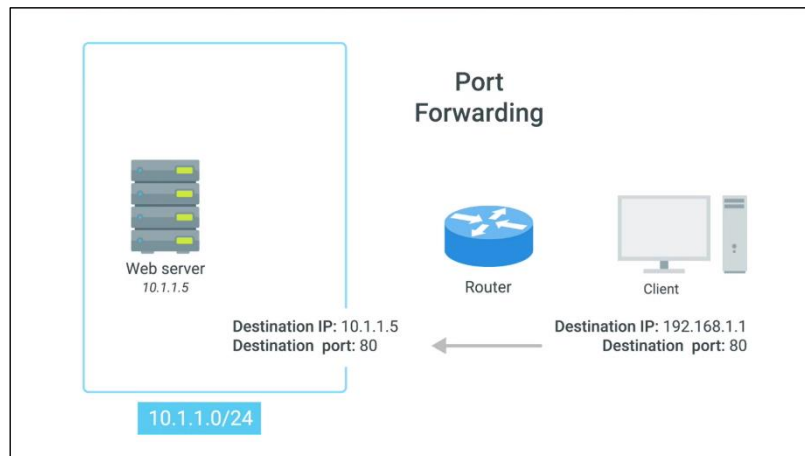 Port
Forwarding
Web server
10.1.1.5
Router
Client
Destination IP: 10.1.1.5
Destination port: 80
Destination IP: 192.168.1.1
Destination port: 80
10.1.1.0/24